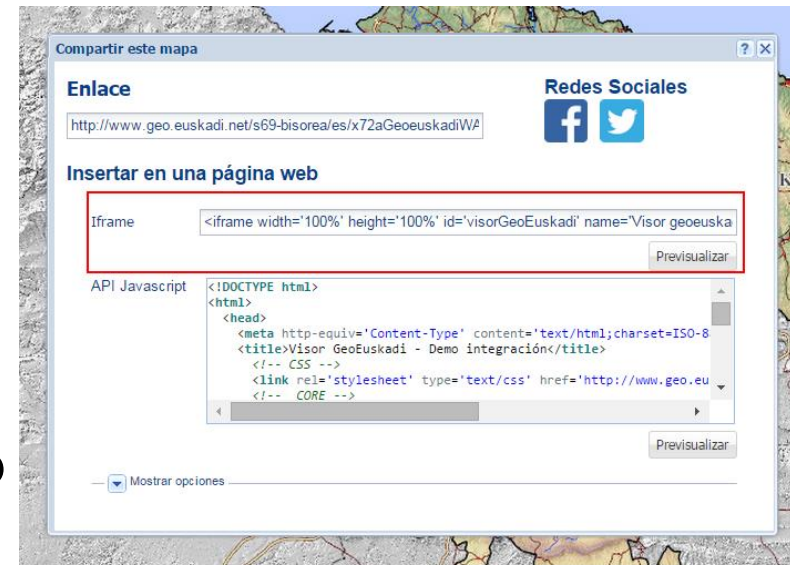 Compartir este mapa
Enlace
Redes Sociales
http://www.geo.euskadi.net/s69-bisorea/es/x72aGeoeuskadiWA
Insertar en una página web
Iframe
<iframe width='100%' height='100%' id='visorGeoEuskadi' name='Visor geoeuska
Previsualizar
API Javascript
<!DOCTYPE html>
<html>
<head>
<meta http-equiv='Content-Type' content='text/html;charset=ISO-8
<title>Visor GeoEuskadi - Demo integración</title>
<!-- CSS -->
<link rel='stylesheet' type='text/css' href='http://www.geo.eu
<!-- CORE -->
Previsualizar
Mostrar opciones